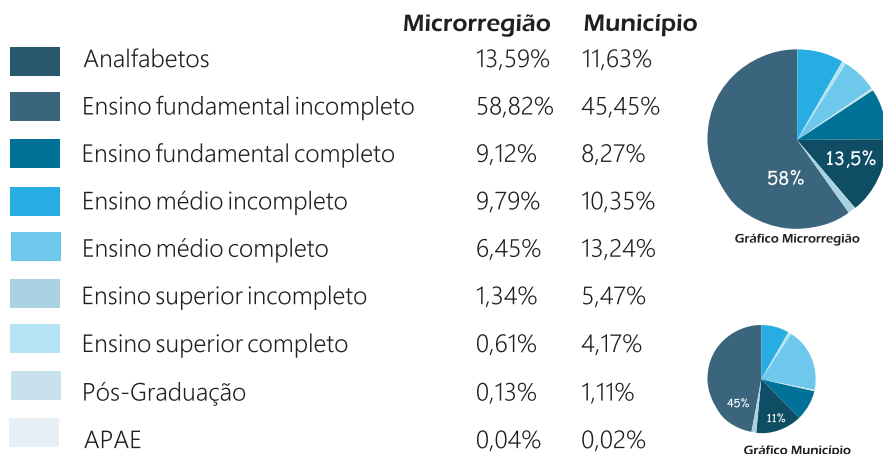 Microrregião Município
Analfabetos 13,59% 11,63%
Ensino fundamental incompleto 58,82% 45,45%
Ensino fundamental completo 9,12% 8,27%
Ensino médio incompleto 9,79% 10,35%
Ensino médio completo 6,45% 13,24%
Ensino superior incompleto 1,34% 5,47%
Ensino superior completo 0,61% 4,17%
Pós-Graduação 0,13% 1,11%
APAE 0,04% 0,02%
13,5%
58%
Gráfico Microrregião
45%
11%
Gráfico Município